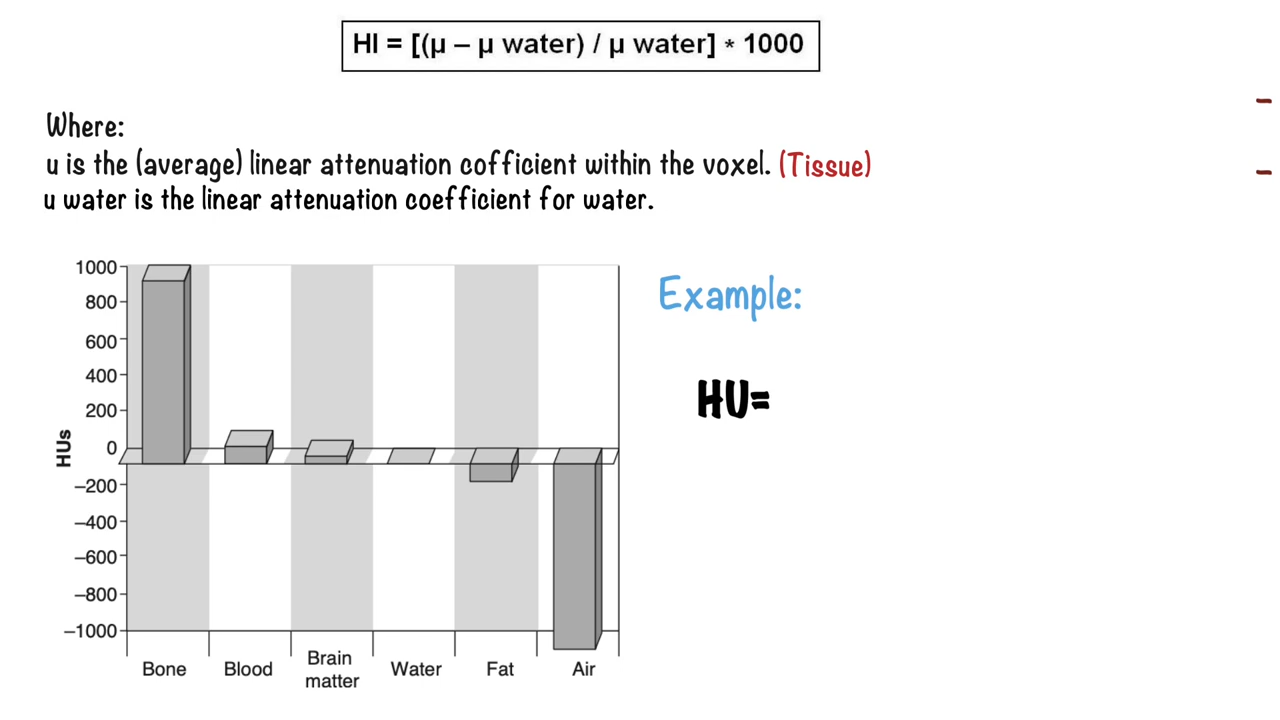 HI = [(µ – µ water) / µ water] * 1000
Where:
u is the (average) linear attenuation cofficient within the voxel. (Tissue)
u water is the linear attenuation coefficient for water.
Example:
HU=
HUs
1000
800
600
400
200
0
–200
–400
–600
–800
–1000
Bone
Blood
Brain
matter
Water
Fat
Air